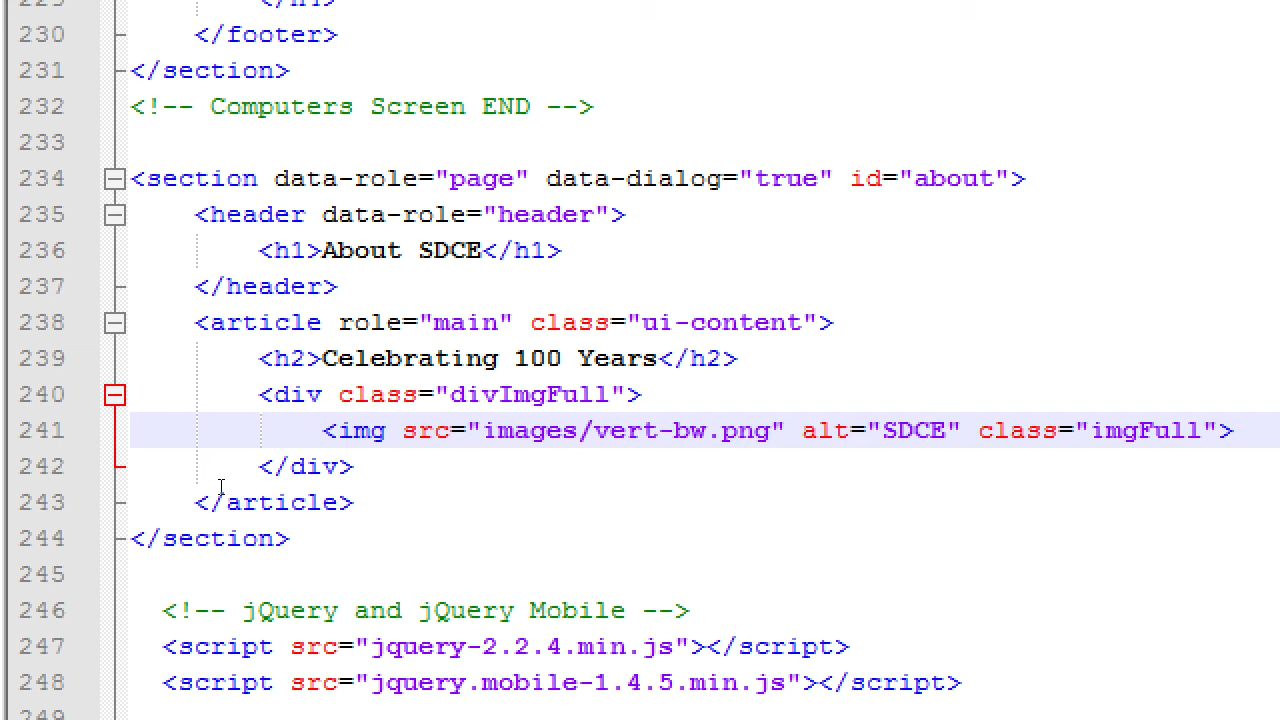 229 </h4>
230 </footer>
231 </section>
232 <!-- Computers Screen END -->
233
234 <section data-role="page" data-dialog="true" id="about">
235 <header data-role="header">
236 <h1>About SDCE</h1>
237 </header>
238 <article role="main" class="ui-content">
239 <h2>Celebrating 100 Years</h2>
240 <div class="divImgFull">
241 <img src="images/vert-bw.png" alt="SDCE" class="imgFull">
242 </div>
243 </article>
244 </section>
245
246 <!-- jQuery and jQuery Mobile -->
247 <script src="jquery-2.2.4.min.js"></script>
248 <script src="jquery.mobile-1.4.5.min.js"></script>
249